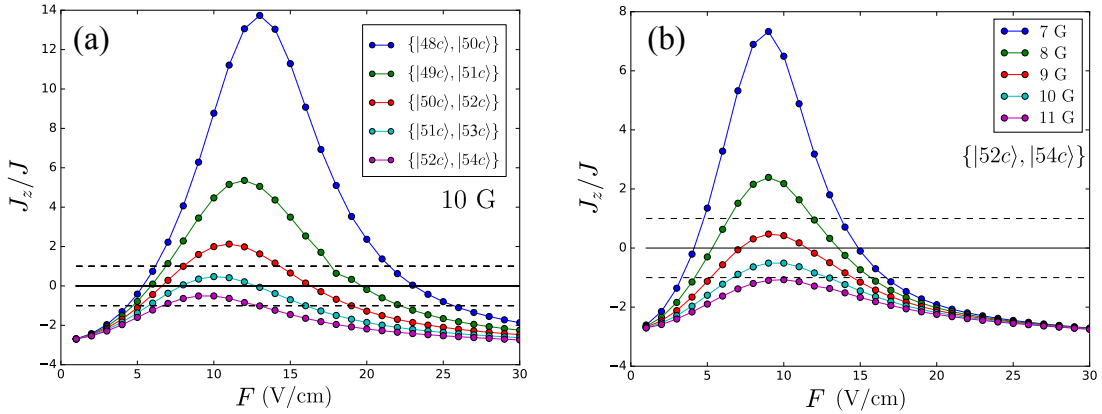 (a)
14
12
10
8
6
4
2
0
−2
−4
J_z/J
{|48c⟩, |50c⟩}
{|49c⟩, |51c⟩}
{|50c⟩, |52c⟩}
{|51c⟩, |53c⟩}
{|52c⟩, |54c⟩}
10 G
0 5 10 15 20 25 30
F (V/cm)
(b)
8
6
4
2
0
−2
−4
J_z/J
7 G
8 G
9 G
10 G
11 G
{|52c⟩, |54c⟩}
0 5 10 15 20 25 30
F (V/cm)